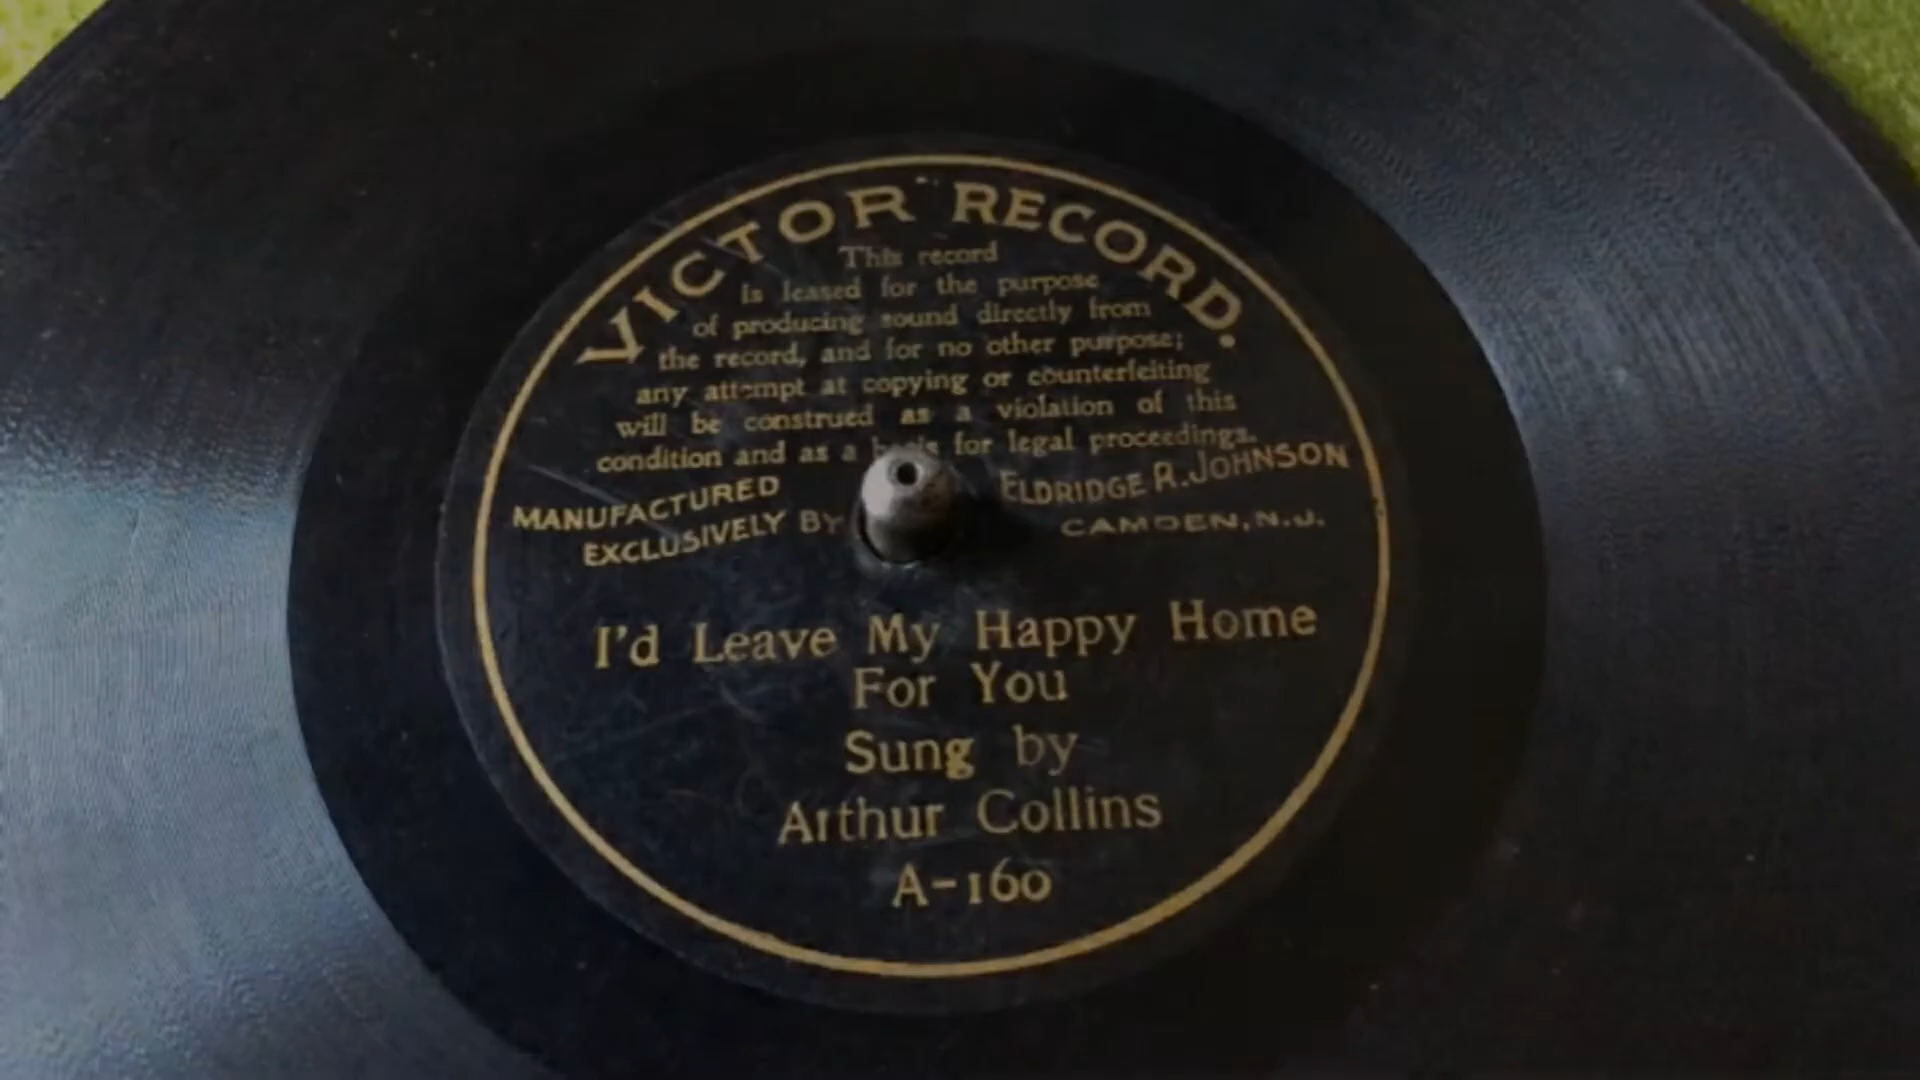 VICTOR RECORD.
This record
is leased for the purpose
of producing sound directly from
the record, and for no other purpose;
any attempt at copying or counterfeiting
will be construed as a violation of this
condition and as a basis for legal proceedings.
MANUFACTURED
EXCLUSIVELY BY
ELDRIDGE R. JOHNSON
CAMDEN, N.J.
I'd Leave My Happy Home
For You
Sung by
Arthur Collins
A-160